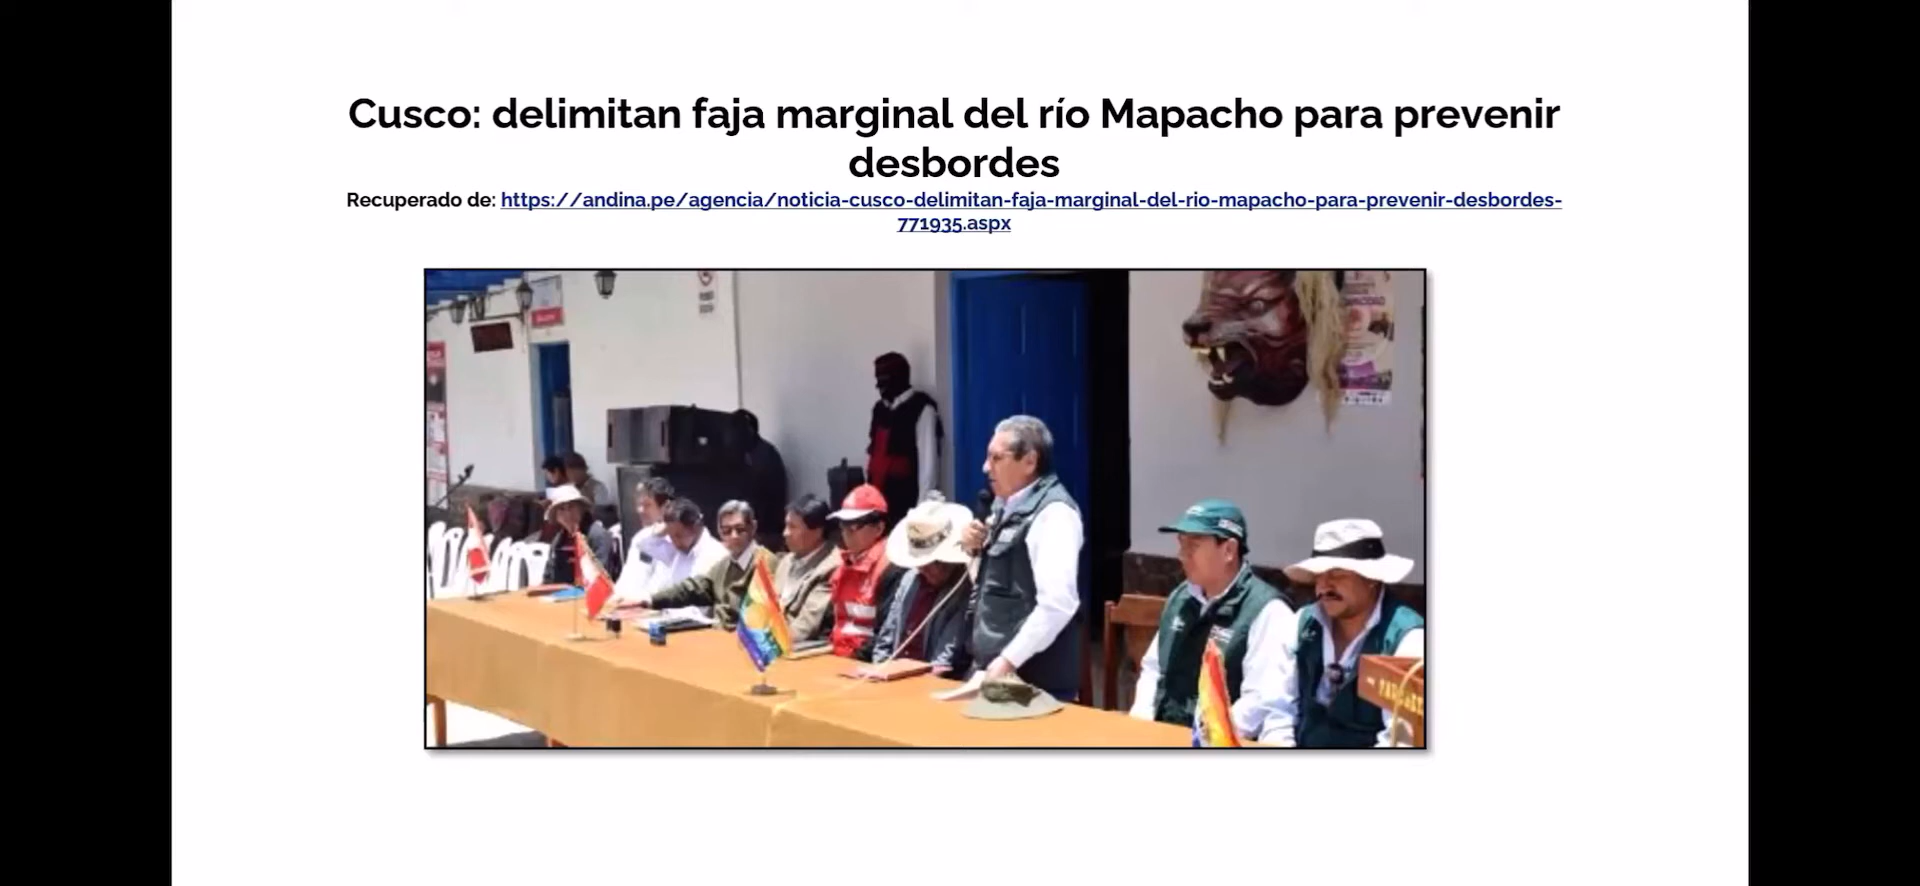 Cusco: delimitan faja marginal del río Mapacho para prevenir
desbordes
Recuperado de: https://andina.pe/agencia/noticia-cusco-delimitan-faja-marginal-del-rio-mapacho-para-prevenir-desbordes-
771935.aspx